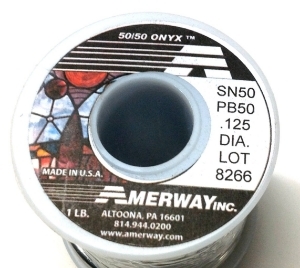 50/50 ONYX ™
SN50
PB50
.125
DIA.
LOT
8266
MADE IN U.S.A.
AMERWAY INC.
1 LB.
ALTOONA, PA 16601
814.944.0200
www.amerway.com